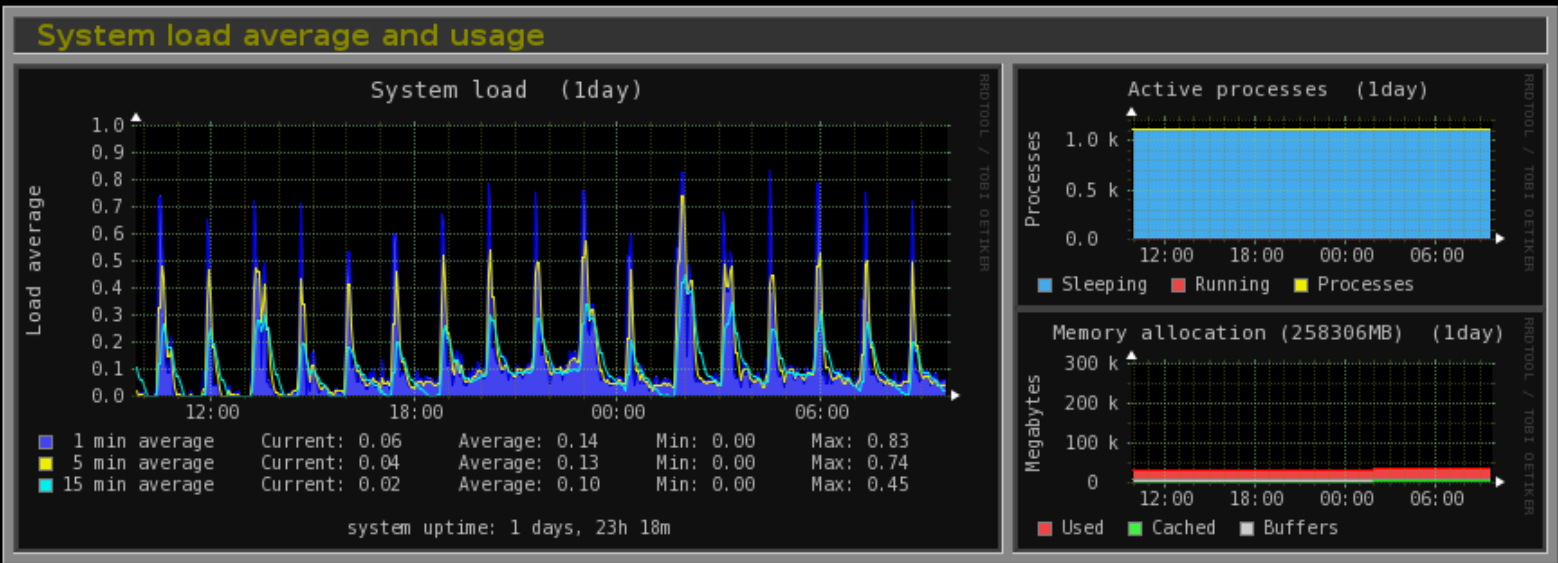 System load average and usage
System load (1day)
RRDTOOL / TOBI OETIKER
Load average
1.0
0.9
0.8
0.7
0.6
0.5
0.4
0.3
0.2
0.1
0.0
12:00 18:00 00:00 06:00
1 min average Current: 0.06 Average: 0.14 Min: 0.00 Max: 0.83
5 min average Current: 0.04 Average: 0.13 Min: 0.00 Max: 0.74
15 min average Current: 0.02 Average: 0.10 Min: 0.00 Max: 0.45
system uptime: 1 days, 23h 18m
Active processes (1day)
RRDTOOL / TOBI OETIKER
Processes
1.0 k
0.5 k
0.0
12:00 18:00 00:00 06:00
Sleeping Running Processes
Memory allocation (258306MB) (1day)
RRDTOOL / TOBI OETIKER
Megabytes
300 k
200 k
100 k
0
12:00 18:00 00:00 06:00
Used Cached Buffers